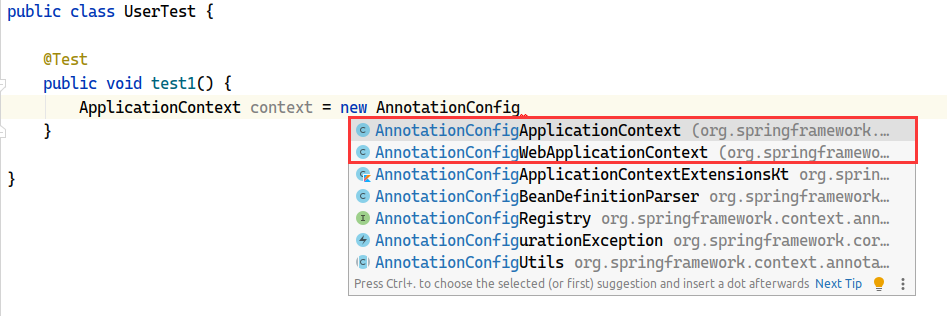 public class UserTest {
@Test
public void test1() {
ApplicationContext context = new AnnotationConfig
AnnotationConfigApplicationContext (org.springframework.…
AnnotationConfigWebApplicationContext (org.springframewo…
AnnotationConfigApplicationContextExtensionsKt org.sprin…
AnnotationConfigBeanDefinitionParser org.springframework…
AnnotationConfigRegistry org.springframework.context.ann…
AnnotationConfigurationException org.springframework.cor…
AnnotationConfigUtils org.springframework.context.annota…
Press Ctrl+. to choose the selected (or first) suggestion and insert a dot afterwards Next Tip
}
}